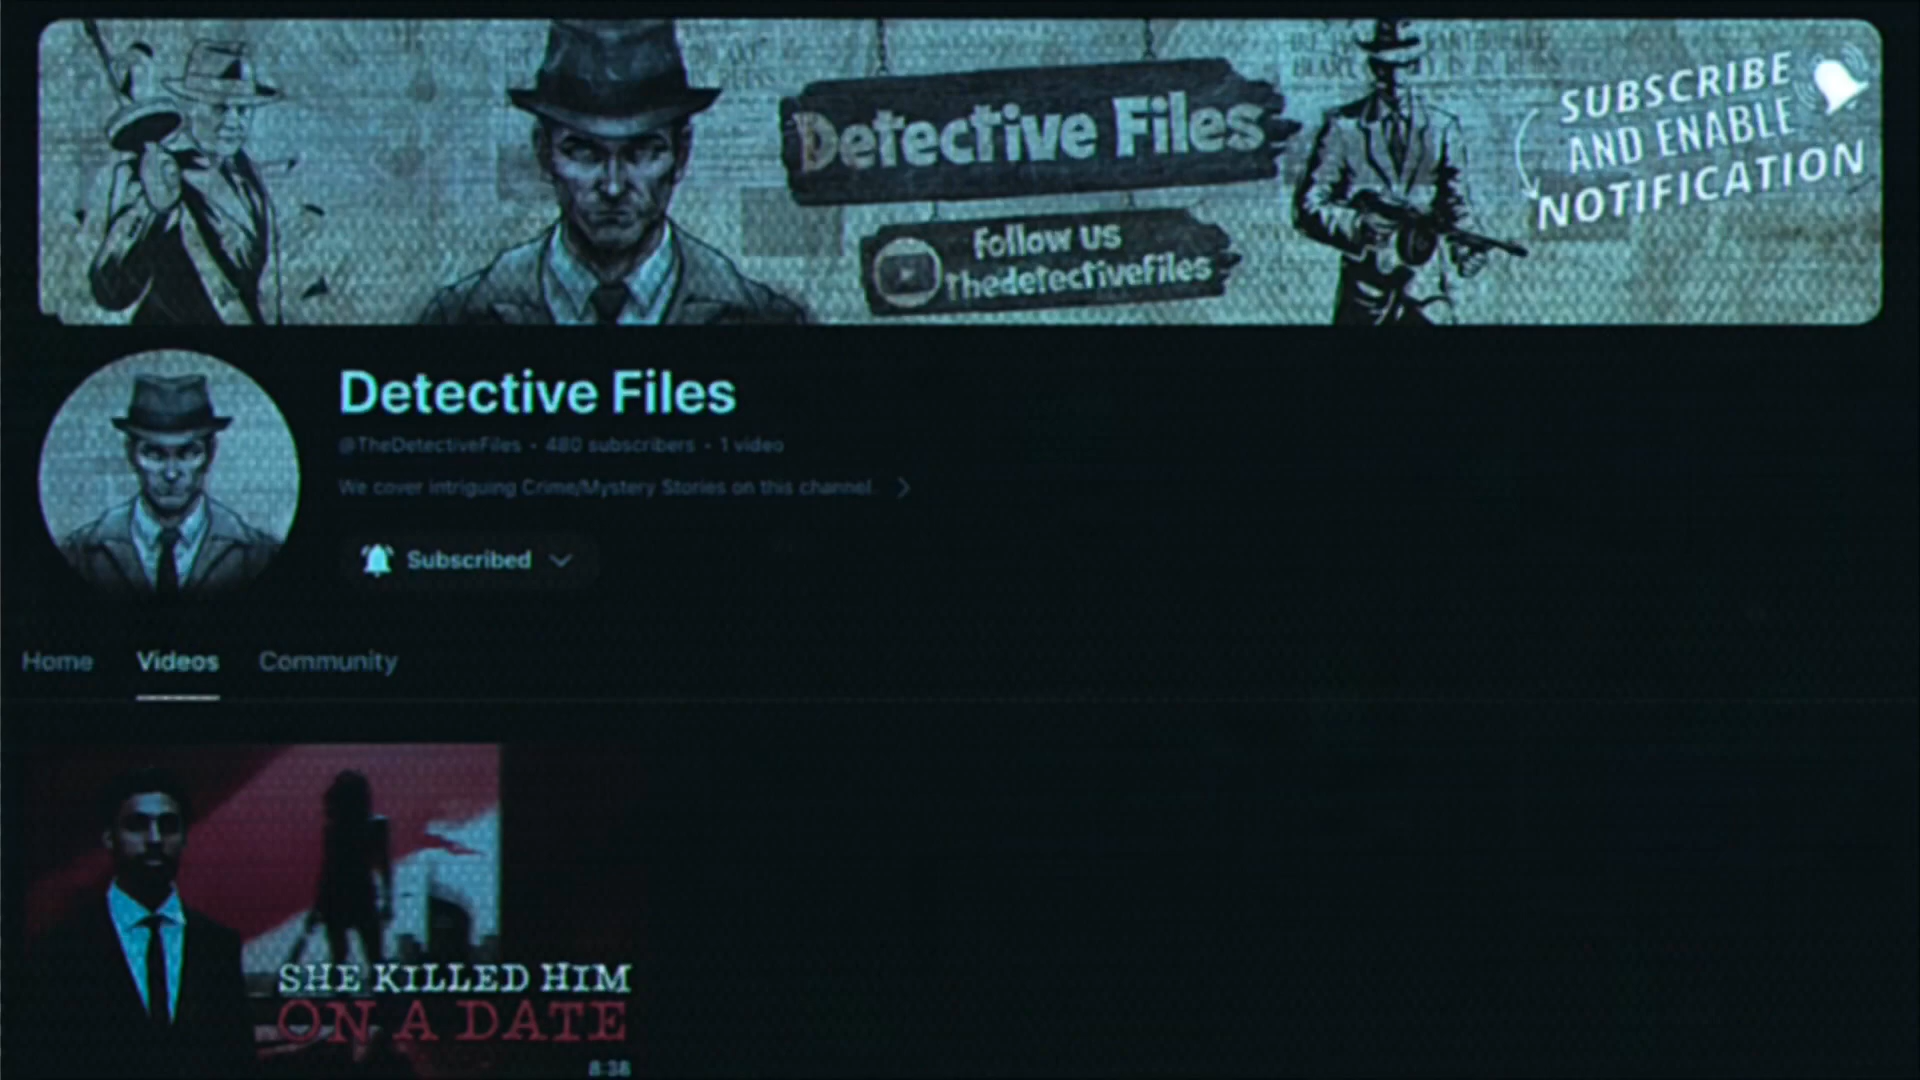 Detective Files
Follow us
Thedetectivefiles
SUBSCRIBE
AND ENABLE
NOTIFICATION
Detective Files
@TheDetectiveFiles • 480 subscribers • 1 video
We cover intriguing Crime/Mystery Stories on this channel.
Subscribed
Home Videos Community
SHE KILLED HIM
ON A DATE
8:38